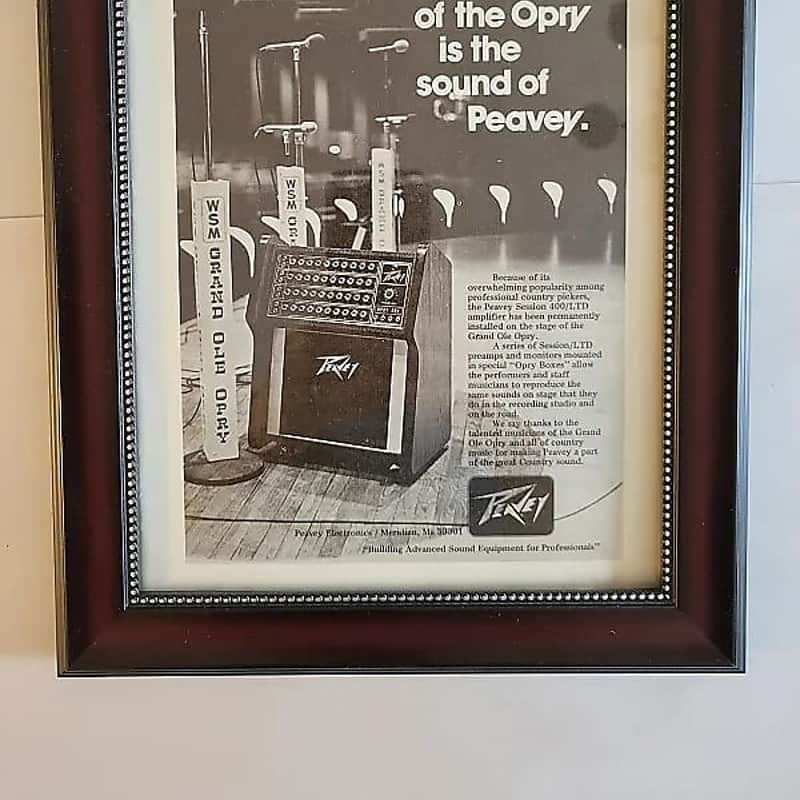 of the Opry
is the
sound of
Peavey.
WSM GRAND OLE OPRY
WSM GR
PEAVEY
PEAVEY
Because of its
overwhelming popularity among
professional country pickers,
the Peavey Session 400/LTD
amplifier has been permanently
installed on the stage of the
Grand Ole Opry.
A series of Session/LTD
preamps and monitors mounted
in special "Opry Boxes" allow
the performers and staff
musicians to reproduce the
same sounds on stage that they
do in the recording studio and
on the road.
We say thanks to the
talented musicians of the Grand
Ole Opry and all of country
music for making Peavey a part
of the great Country sound.
PEAVEY
Peavey Electronics / Meridian, Ms 39301
"Building Advanced Sound Equipment for Professionals"